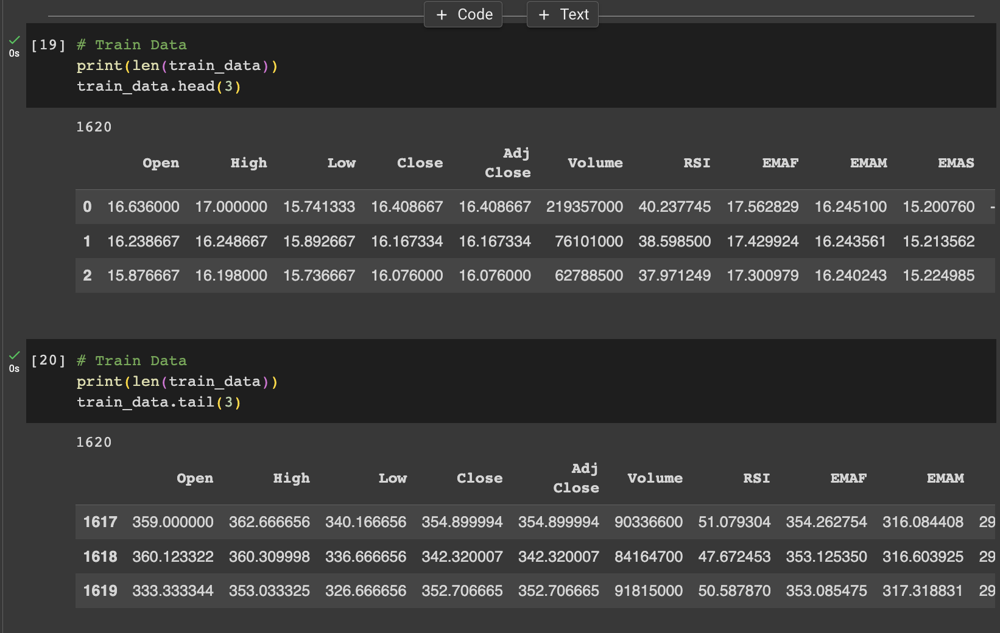 + Code + Text
[19] # Train Data
0s
print(len(train_data))
train_data.head(3)
1620
Open High Low Close Adj Close Volume RSI EMAF EMAM EMAS
0 16.636000 17.000000 15.741333 16.408667 16.408667 219357000 40.237745 17.562829 16.245100 15.200760 -
1 16.238667 16.248667 15.892667 16.167334 16.167334 76101000 38.598500 17.429924 16.243561 15.213562
2 15.876667 16.198000 15.736667 16.076000 16.076000 62788500 37.971249 17.300979 16.240243 15.224985
[20] # Train Data
0s
print(len(train_data))
train_data.tail(3)
1620
Open High Low Close Adj Close Volume RSI EMAF EMAM
1617 359.000000 362.666656 340.166656 354.899994 354.899994 90336600 51.079304 354.262754 316.084408 29
1618 360.123322 360.309998 336.666656 342.320007 342.320007 84164700 47.672453 353.125350 316.603925 29
1619 333.333344 353.033325 326.666656 352.706665 352.706665 91815000 50.587870 353.085475 317.318831 29